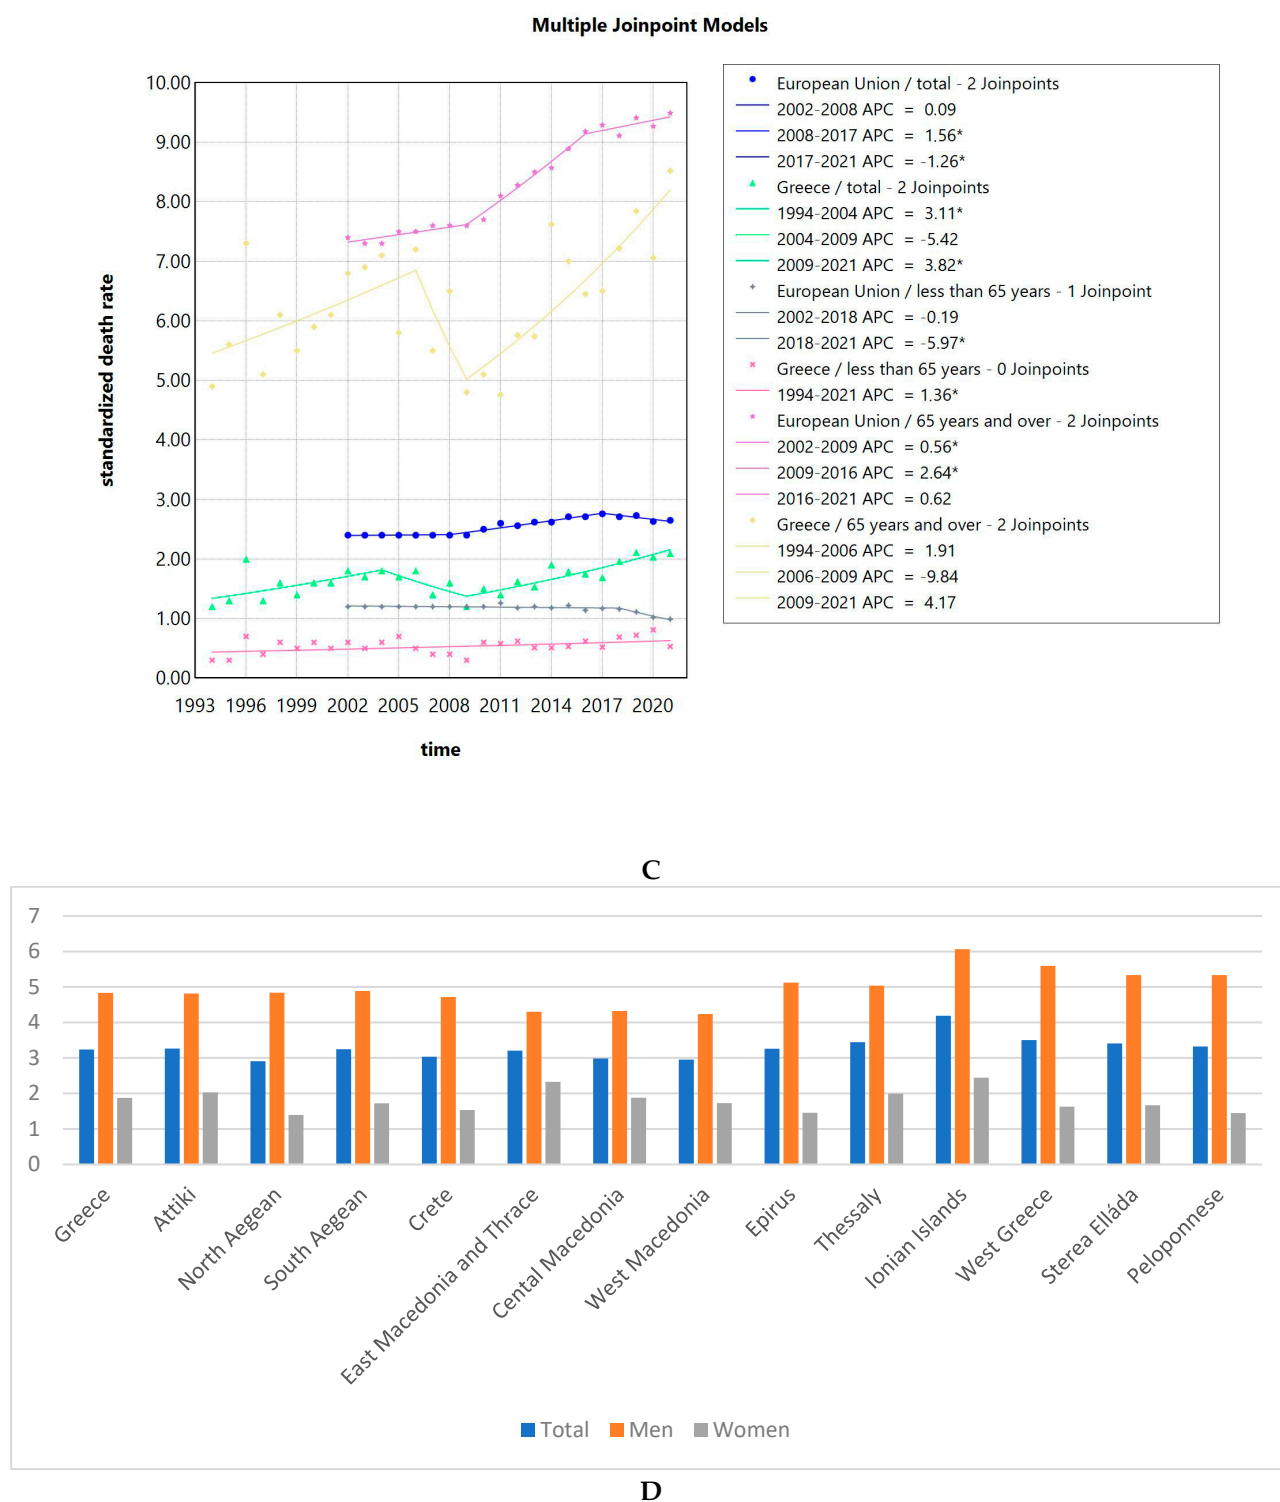 Multiple Joinpoint Models
10.00
9.00
8.00
7.00
6.00
5.00
4.00
3.00
2.00
1.00
0.00
standardized death rate
1993 1996 1999 2002 2005 2008 2011 2014 2017 2020
time
European Union / total - 2 Joinpoints
2002-2008 APC = 0.09
2008-2017 APC = 1.56*
2017-2021 APC = -1.26*
Greece / total - 2 Joinpoints
1994-2004 APC = 3.11*
2004-2009 APC = -5.42
2009-2021 APC = 3.82*
European Union / less than 65 years - 1 Joinpoint
2002-2018 APC = -0.19
2018-2021 APC = -5.97*
Greece / less than 65 years - 0 Joinpoints
1994-2021 APC = 1.36*
European Union / 65 years and over - 2 Joinpoints
2002-2009 APC = 0.56*
2009-2016 APC = 2.64*
2016-2021 APC = 0.62
Greece / 65 years and over - 2 Joinpoints
1994-2006 APC = 1.91
2006-2009 APC = -9.84
2009-2021 APC = 4.17
C
7
6
5
4
3
2
1
0
Greece
Attiki
North Aegean
South Aegean
Crete
East Macedonia and Thrace
Cental Macedonia
West Macedonia
Epirus
Thessaly
Ionian Islands
West Greece
Sterea Elláda
Peloponnese
Total Men Women
D